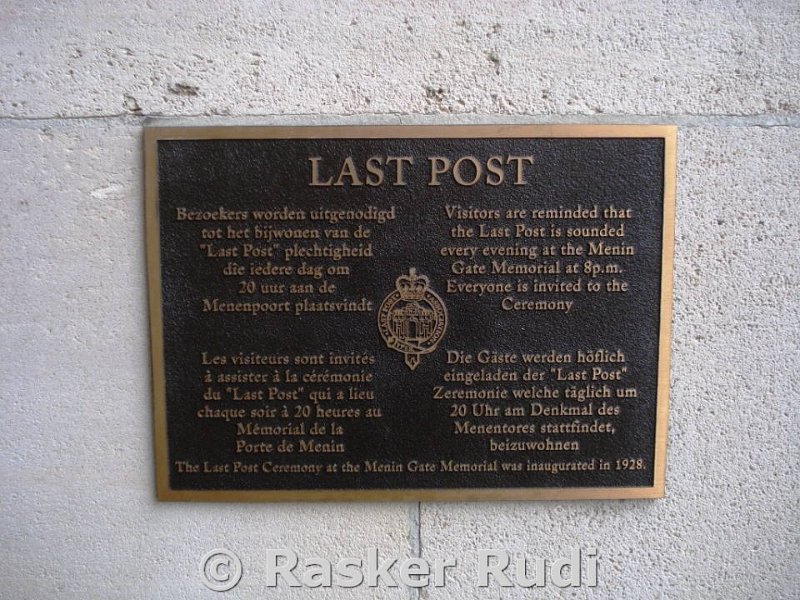 LAST POST
Bezoekers worden uitgenodigd
tot het bijwonen van de
"Last Post" plechtigheid
die iedere dag om
20 uur aan de
Menenpoort plaatsvindt
Visitors are reminded that
the Last Post is sounded
every evening at the Menin
Gate Memorial at 8p.m.
Everyone is invited to the
Ceremony
LAST POST
Les visiteurs sont invités
à assister à la cérémonie
du "Last Post" qui a lieu
chaque soir à 20 heures au
Mémorial de la
Porte de Menin
Die Gäste werden höflich
eingeladen der "Last Post"
Zeremonie welche täglich um
20 Uhr am Denkmal des
Menentores stattfindet,
beizuwohnen
The Last Post Ceremony at the Menin Gate Memorial was inaugurated in 1928.
© Rasker Rudi